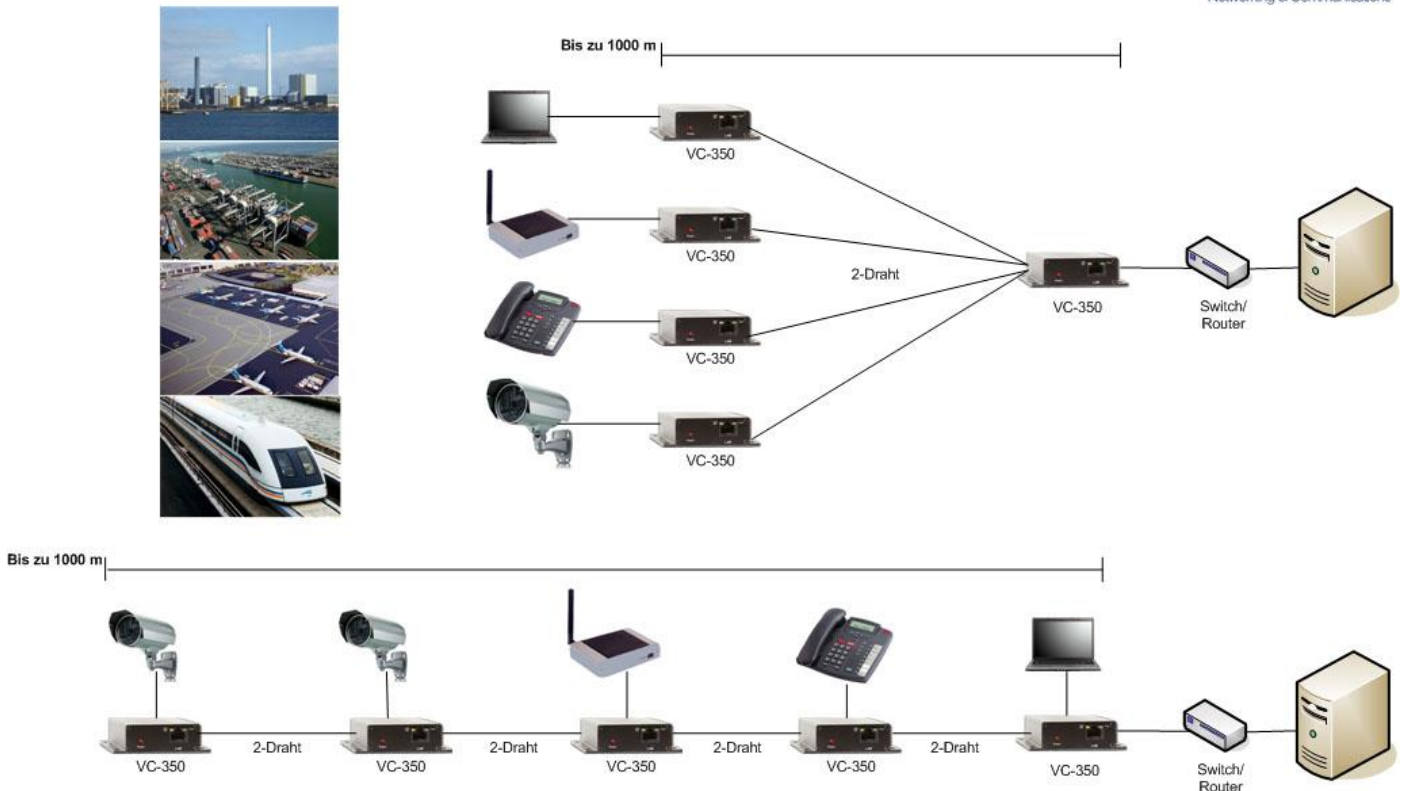 Networking & Communications
Bis zu 1000 m
VC-350
VC-350
2-Draht
VC-350
Switch/
Router
VC-350
VC-350
Bis zu 1000 m
2-Draht
2-Draht
2-Draht
2-Draht
VC-350
VC-350
VC-350
VC-350
VC-350
Switch/
Router